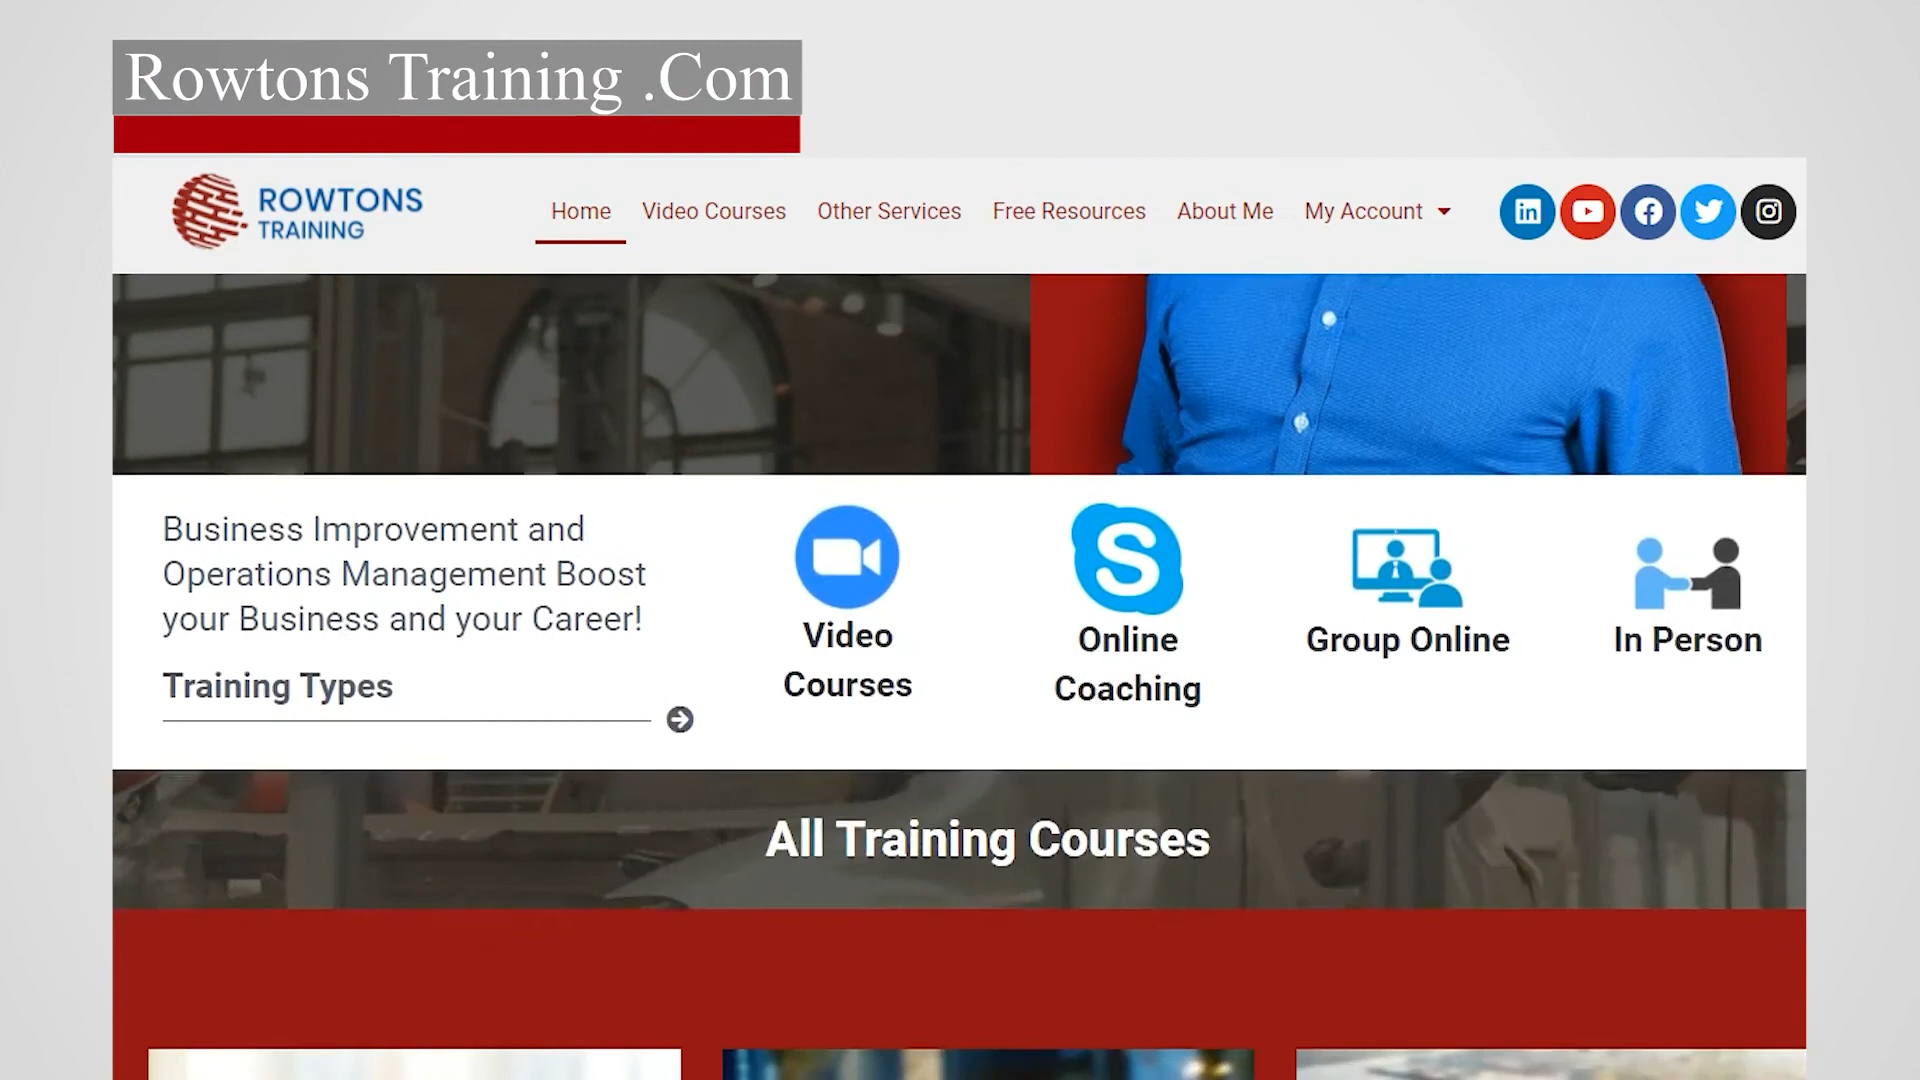 Rowtons Training .Com
ROWTONS
TRAINING
Home Video Courses Other Services Free Resources About Me My Account
Business Improvement and
Operations Management Boost
your Business and your Career!
Training Types
Video
Courses
Online
Coaching
Group Online
In Person
All Training Courses